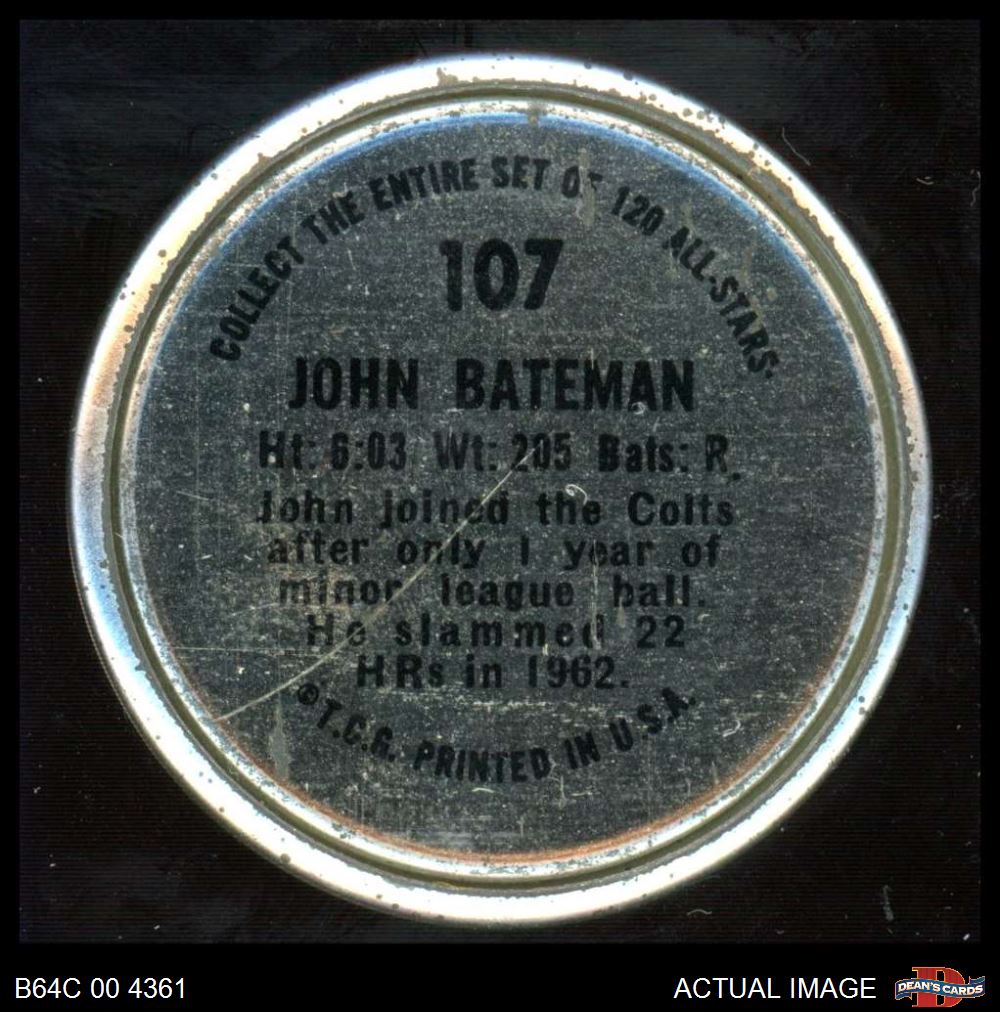 COLLECT THE ENTIRE SET OF 120 ALL-STARS.
107
JOHN BATEMAN
Ht: 6:03 Wt: 205 Bats: R.
John joined the Colts
after only 1 year of
minor league ball.
He slammed 22
HRs in 1962.
©T.C.G. PRINTED IN U.S.A.
B64C 00 4361
ACTUAL IMAGE
D
DEAN'S CARDS